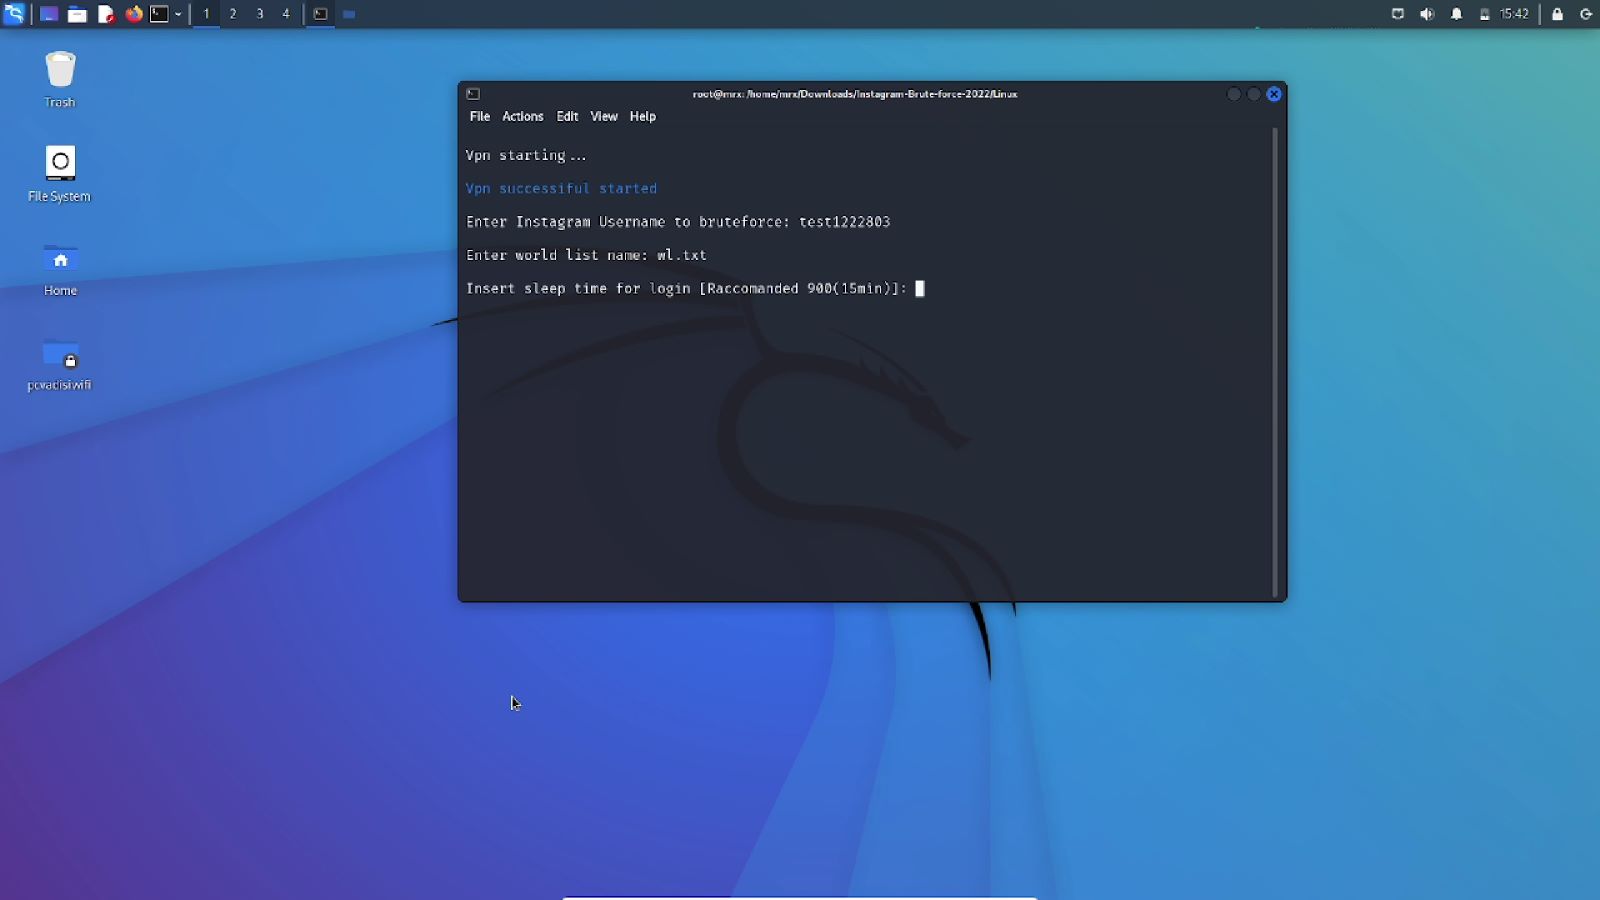 1 2 3 4
15:42
Trash
File System
Home
pcvadisiwifi
root@mrx: /home/mrx/Downloads/Instagram-Brute-force-2022/Linux
File Actions Edit View Help
Vpn starting...
Vpn successiful started
Enter Instagram Username to bruteforce: test1222803
Enter world list name: wl.txt
Insert sleep time for login [Raccomanded 900(15min)]: